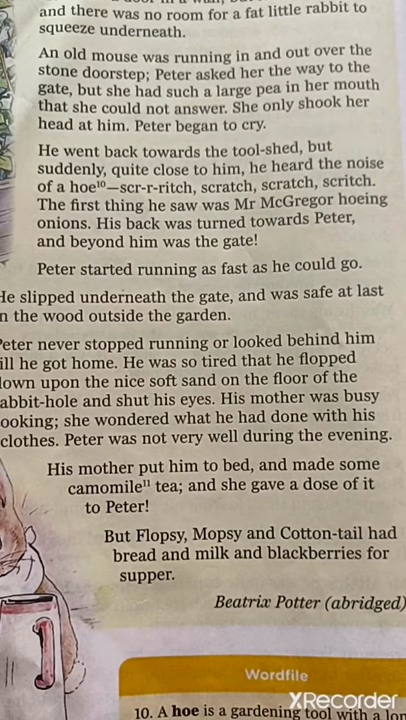 and there was no room for a fat little rabbit to
squeeze underneath.
An old mouse was running in and out over the
stone doorstep; Peter asked her the way to the
gate, but she had such a large pea in her mouth
that she could not answer. She only shook her
head at him. Peter began to cry.
He went back towards the tool-shed, but
suddenly, quite close to him, he heard the noise
of a hoe¹⁰—scr-r-ritch, scratch, scratch, scritch.
The first thing he saw was Mr McGregor hoeing
onions. His back was turned towards Peter,
and beyond him was the gate!
Peter started running as fast as he could go.
He slipped underneath the gate, and was safe at last
n the wood outside the garden.
Peter never stopped running or looked behind him
ill he got home. He was so tired that he flopped
down upon the nice soft sand on the floor of the
abbit-hole and shut his eyes. His mother was busy
ooking; she wondered what he had done with his
clothes. Peter was not very well during the evening.
His mother put him to bed, and made some
camomile¹¹ tea; and she gave a dose of it
to Peter!
But Flopsy, Mopsy and Cotton-tail had
bread and milk and blackberries for
supper.
Beatrix Potter (abridged)
Wordfile
XRecorder
10. A hoe is a gardening tool with a lo